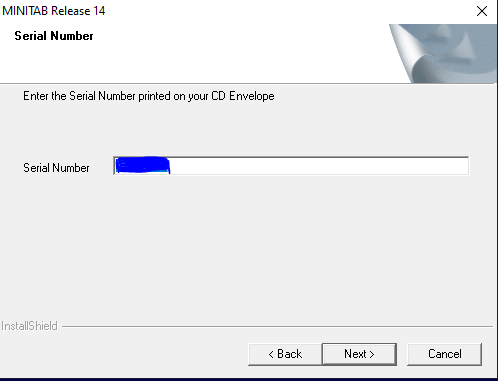 MINITAB Release 14
Serial Number
Enter the Serial Number printed on your CD Envelope
Serial Number
InstallShield
< Back Next > Cancel